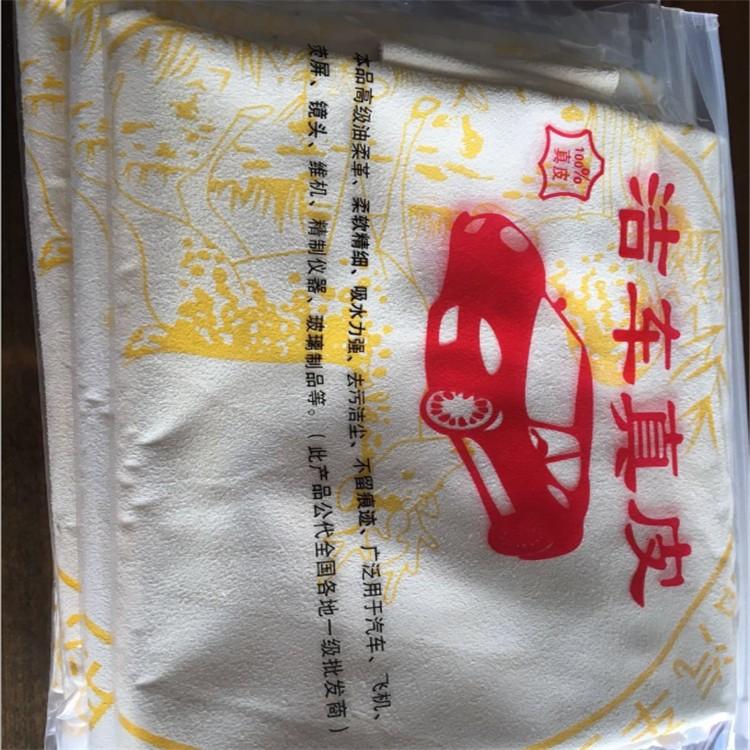 洁车真皮
100%
真皮
本品高级油柔革、柔软精细、吸水力强、去污洁尘、不留痕迹、广泛用于汽车、飞机、
荧屏、镜头、维机、精制仪器、玻璃制品等。（此产品公代全国各地一级批发商）